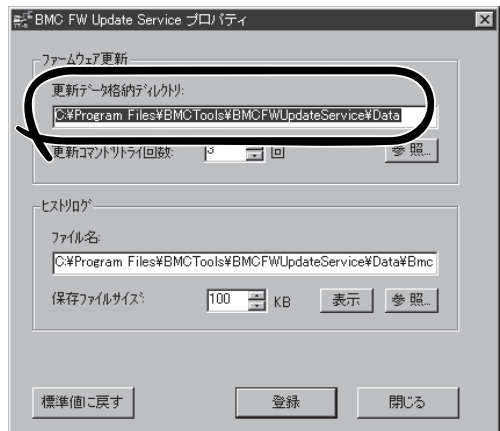 BMC FW Update Service プロパティ
ファームウェア更新
更新データ格納ディレクトリ:
C:¥Program Files¥BMCTools¥BMCFWUpdateService¥Data
更新コマンドリトライ回数: 3 回 参照...
ヒストリログ
ファイル名:
C:¥Program Files¥BMCTools¥BMCFWUpdateService¥Data¥Bmc
保存ファイルサイズ: 100 KB 表示 参照...
標準値に戻す 登録 閉じる